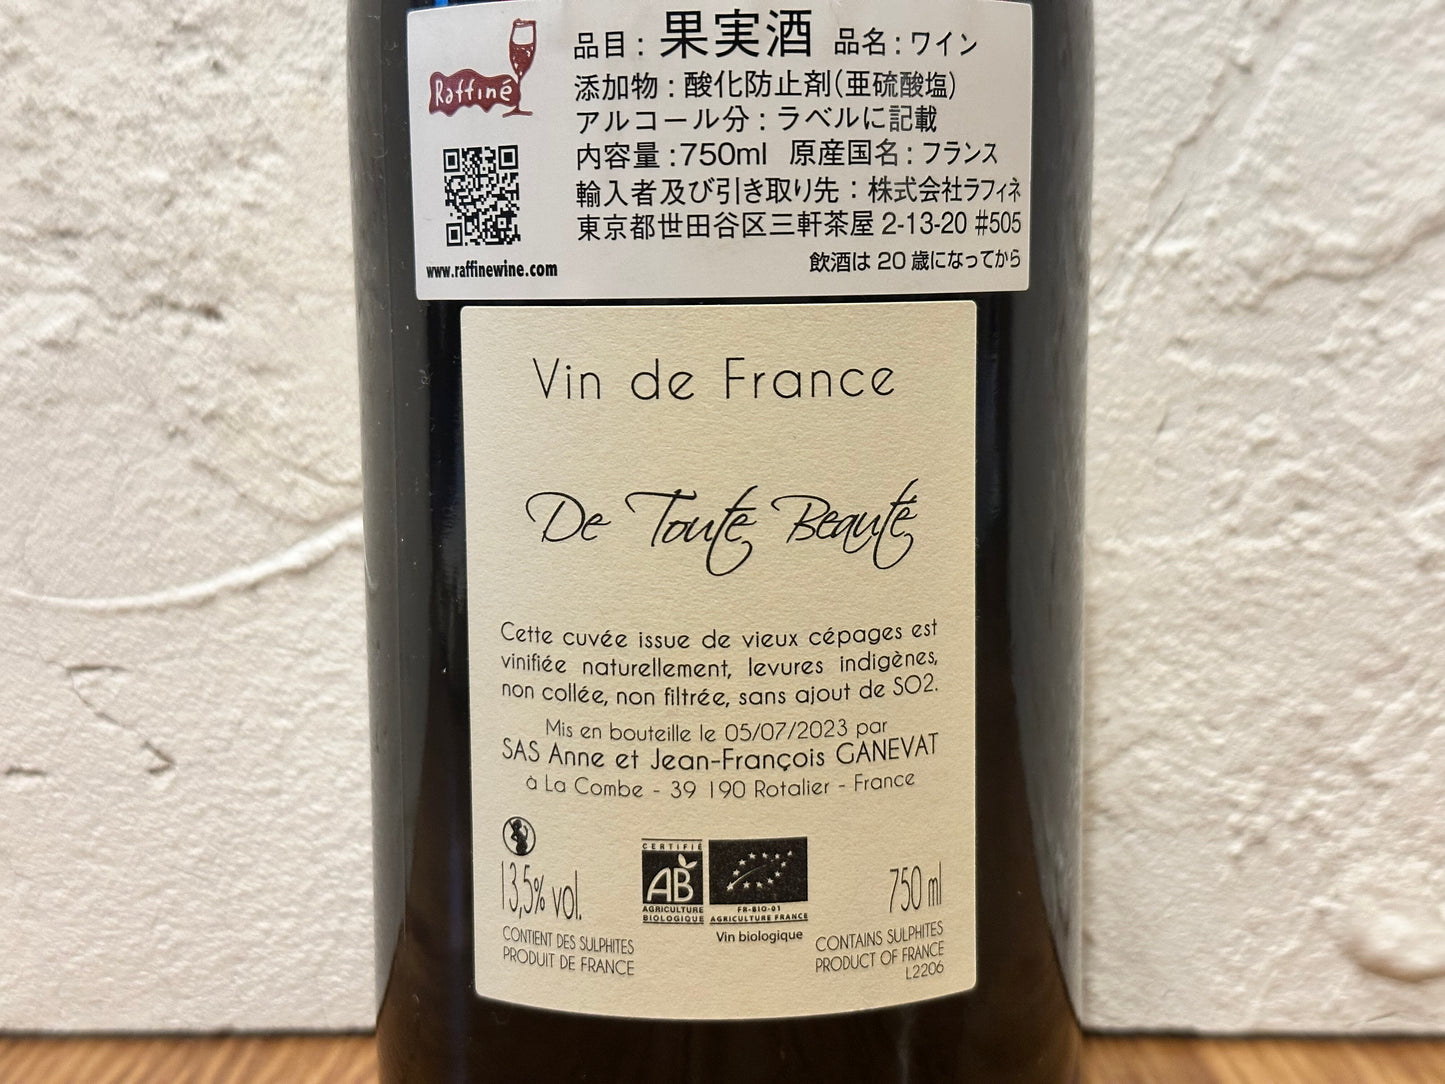 Raffiné
品目：果実酒 品名：ワイン
添加物：酸化防止剤(亜硫酸塩)
アルコール分：ラベルに記載
内容量：750ml 原産国名：フランス
輸入者及び引き取り先：株式会社ラフィネ
東京都世田谷区三軒茶屋 2-13-20 #505
www.raffinewine.com
飲酒は 20 歳になってから
Vin de France
De Toute Beauté
Cette cuvée issue de vieux cépages est
vinifiée naturellement, levures indigènes,
non collée, non filtrée, sans ajout de SO2.
Mis en bouteille le 05/07/2023 par
SAS Anne et Jean-François GANEVAT
à La Combe - 39 190 Rotalier - France
13,5% vol.
CONTIENT DES SULPHITES
PRODUIT DE FRANCE
CERTIFIÉ
AB
AGRICULTURE
BIOLOGIQUE
FR-BIO-01
AGRICULTURE FRANCE
Vin biologique
750 ml
CONTAINS SULPHITES
PRODUCT OF FRANCE
L2206